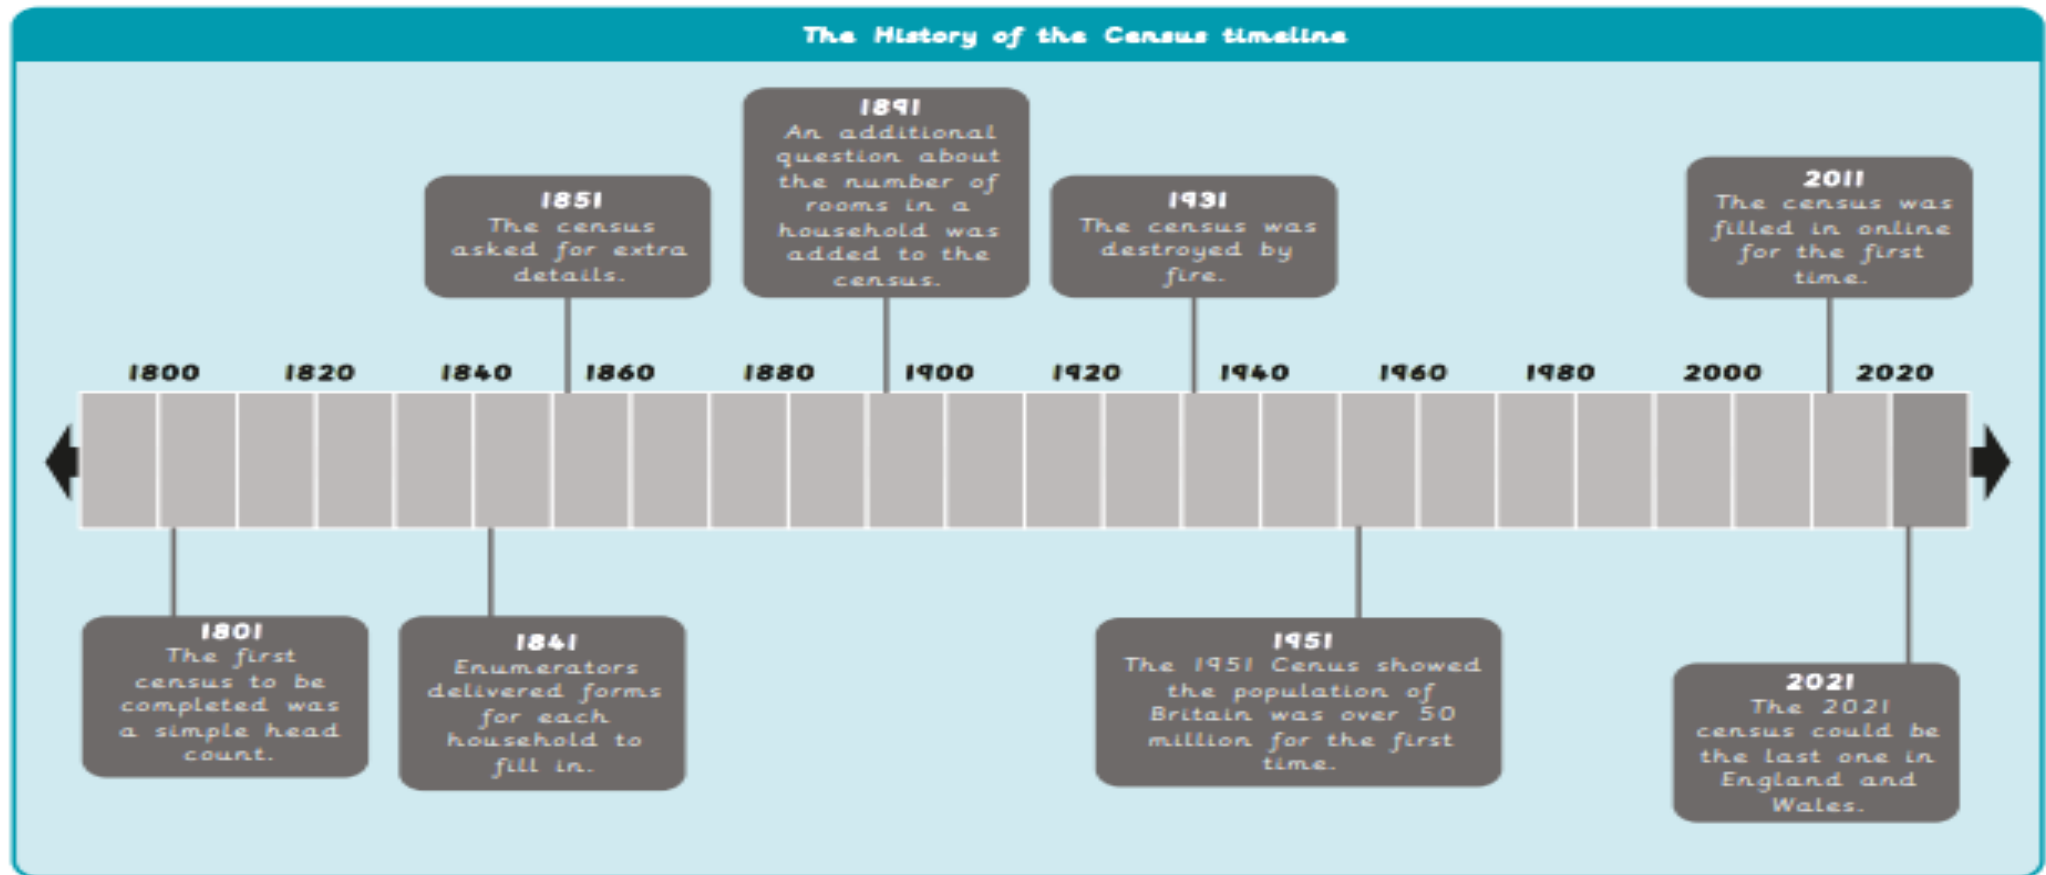 The History of the Census timeline
1891
An additional
question about
the number of
rooms in a
household was
added to the
census.
1851
The census
asked for extra
details.
1931
The census was
destroyed by
fire.
2011
The census was
filled in online
for the first
time.
1800 1820 1840 1860 1880 1900 1920 1940 1960 1980 2000 2020
1801
The first
census to be
completed was
a simple head
count.
1841
Enumerators
delivered forms
for each
household to
fill in.
1951
The 1951 Cenus showed
the population of
Britain was over 50
million for the first
time.
2021
The 2021
census could be
the last one in
England and
Wales.